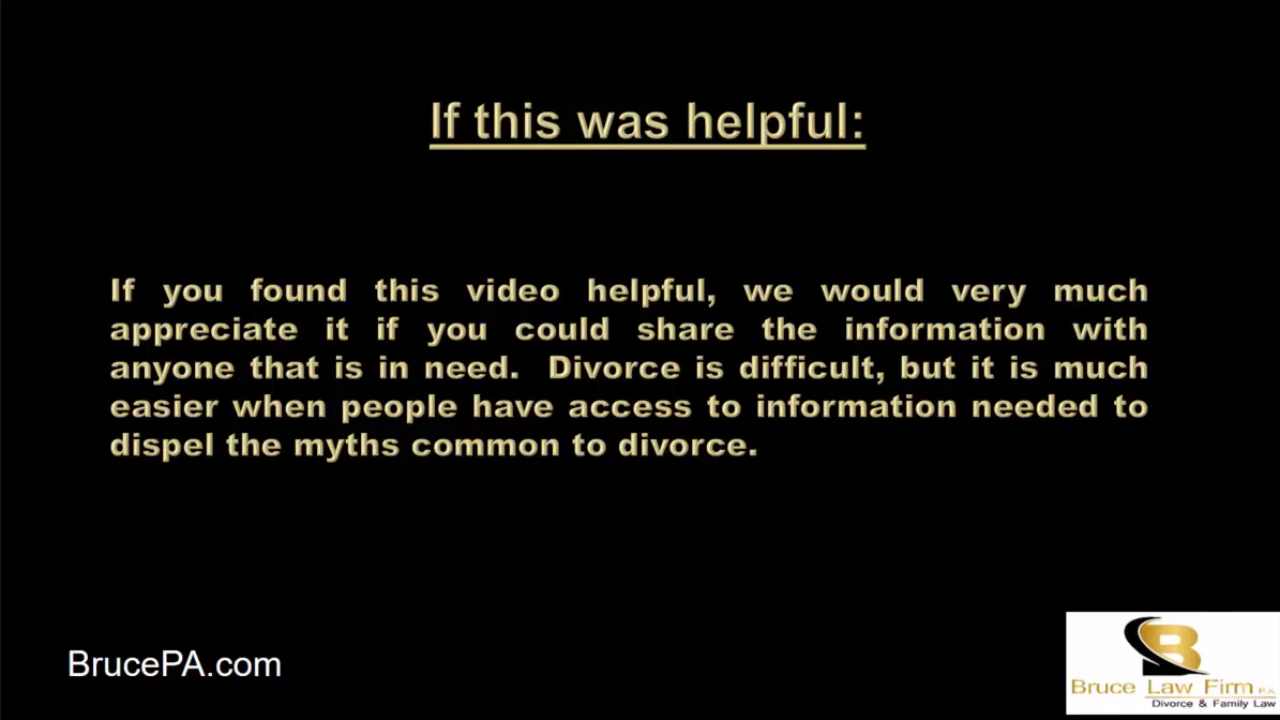 If this was helpful:
If you found this video helpful, we would very much
appreciate it if you could share the information with
anyone that is in need. Divorce is difficult, but it is much
easier when people have access to information needed to
dispel the myths common to divorce.
BrucePA.com
B
Bruce Law Firm P.A.
Divorce & Family Law